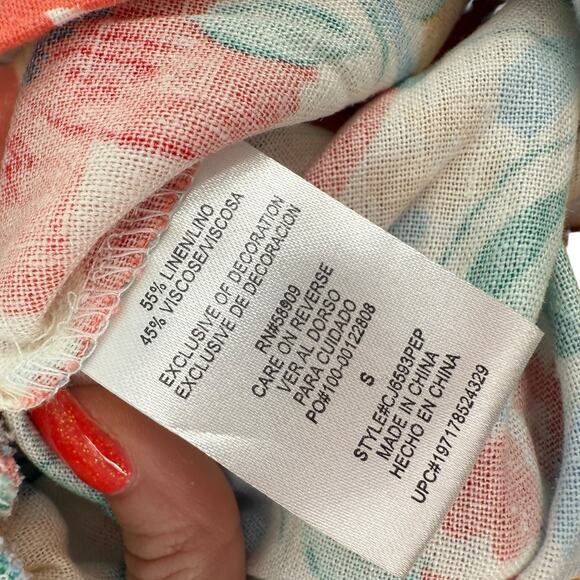 55% LINEN/LINO
45% VISCOSE/VISCOSA
EXCLUSIVE OF DECORATION
EXCLUSIVE DE DECORACION
RN#58909
CARE ON REVERSE
VER AL DORSO
PARA CUIDADO
PO#100-00122808
S
STYLE#CJ6593PEP
MADE IN CHINA
HECHO EN CHINA
UPC#197178524329